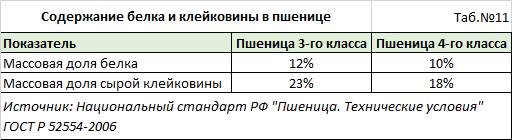 Содержание белка и клейковины в пшенице Таб.№11
Показатель Пшеница 3-го класса Пшеница 4-го класса
Массовая доля белка 12% 10%
Массовая доля сырой клейковины 23% 18%
Источник: Национальный стандарт РФ "Пшеница. Технические условия"
ГОСТ Р 52554-2006